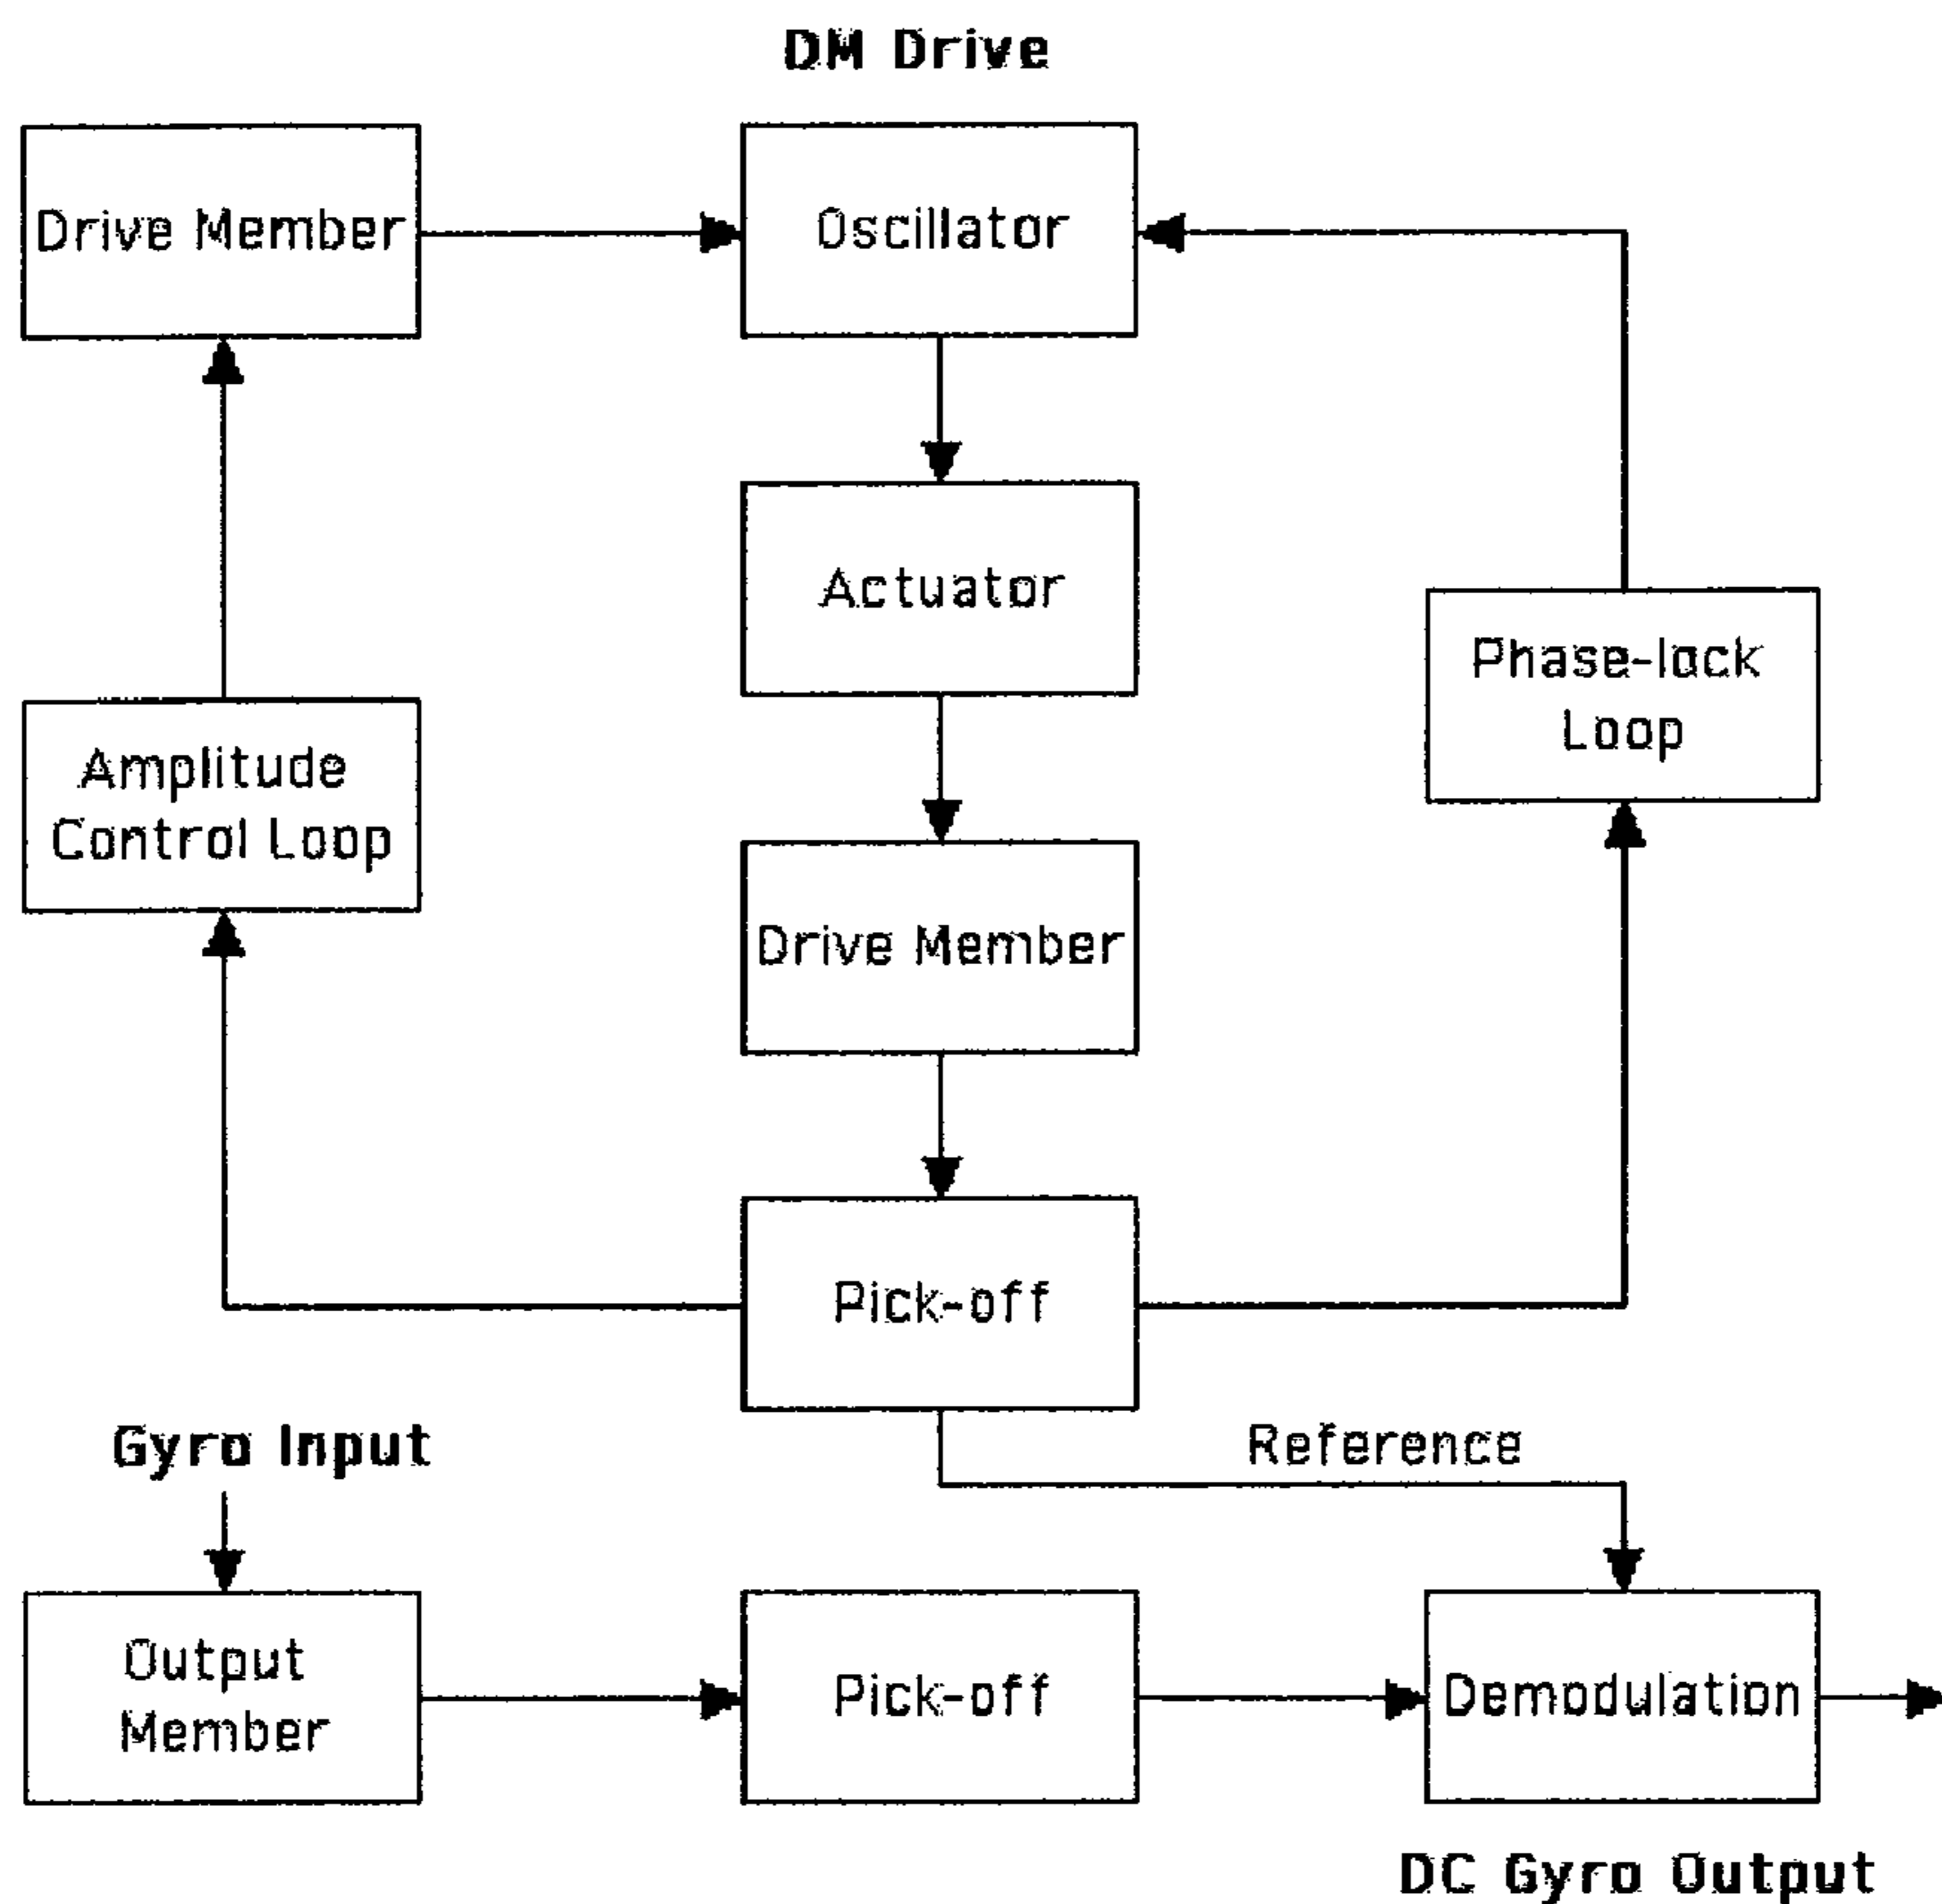 DM Drive
Drive Member
Oscillator
Actuator
Phase-lock
Loop
Amplitude
Control Loop
Drive Member
Pick-off
Gyro Input
Reference
Output
Member
Pick-off
Demodulation
DC Gyro Output